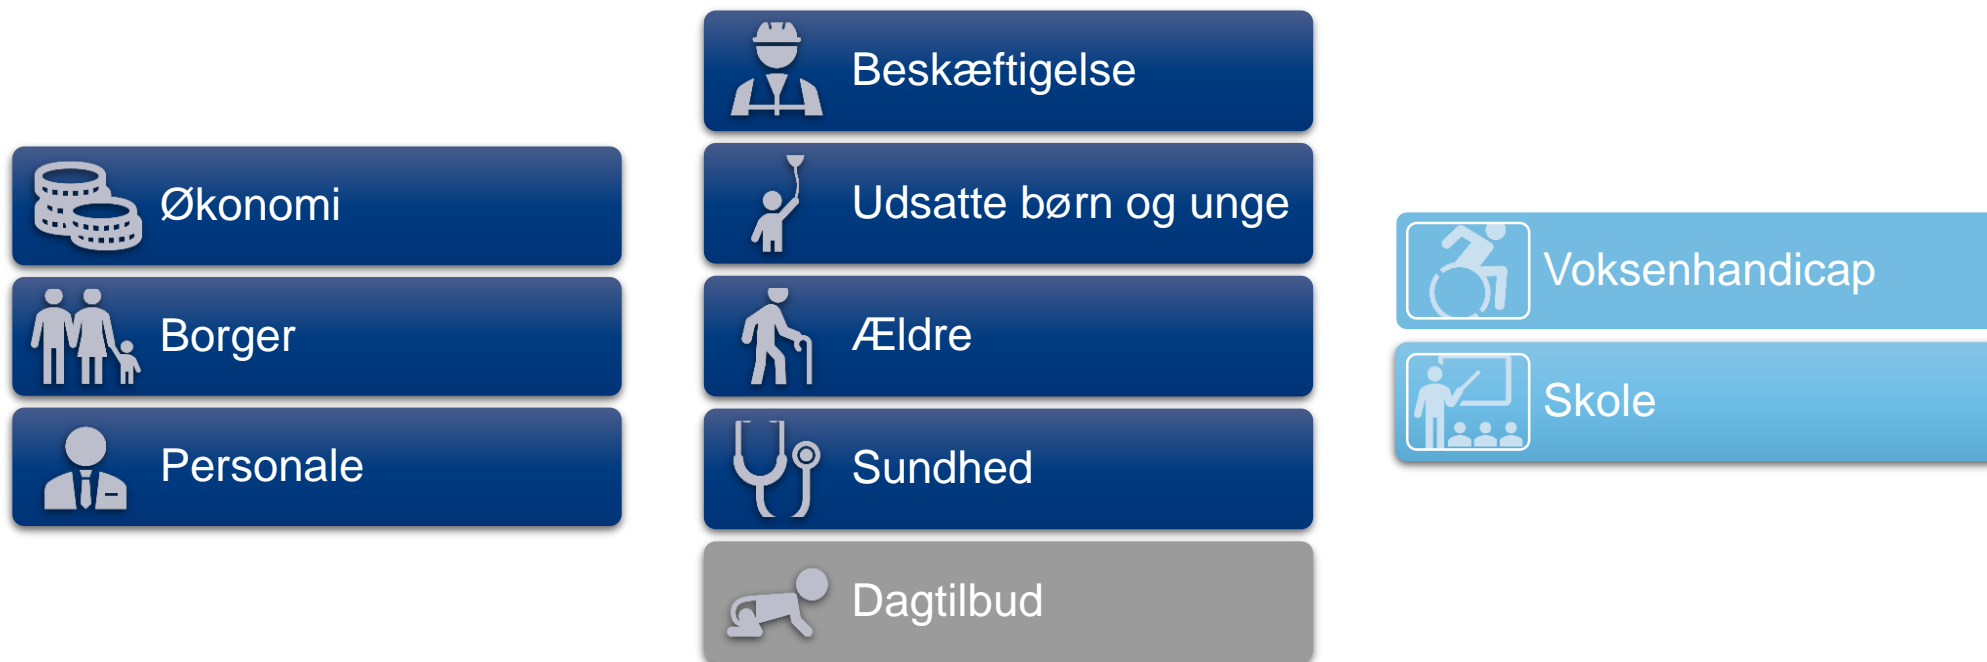 Økonomi
Borger
Personale
Beskæftigelse
Udsatte børn og unge
Ældre
Sundhed
Dagtilbud
Voksenhandicap
Skole